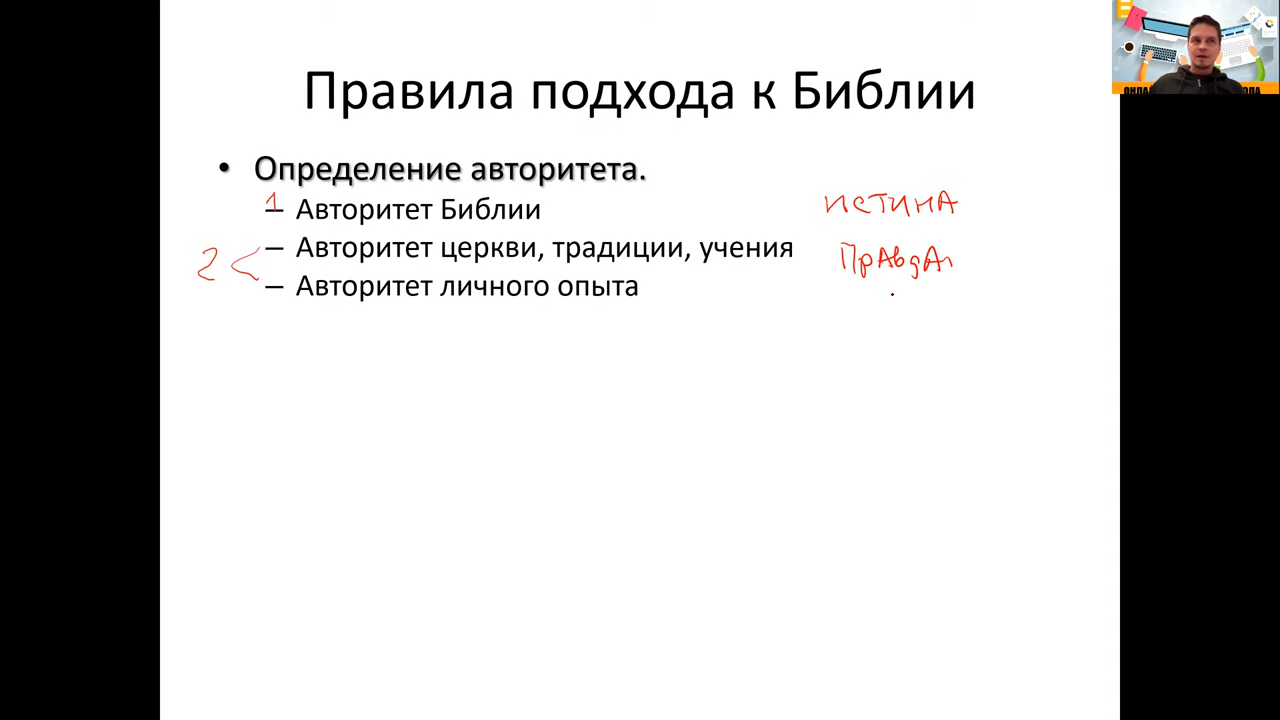 Правила подхода к Библии
• Определение авторитета.
1 – Авторитет Библии ИСТИНА
2 < – Авторитет церкви, традиции, учения ПрАвдА
– Авторитет личного опыта